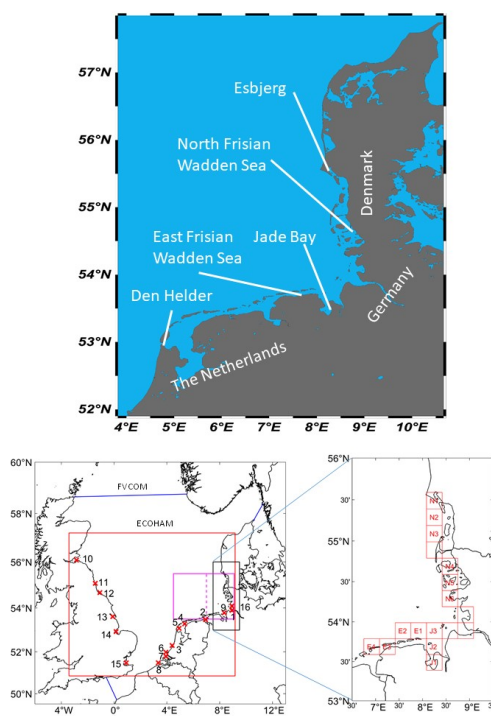 57°N
Esbjerg
56°N
North Frisian
Wadden Sea
Denmark
55°N
East Frisian
Wadden Sea
Jade Bay
54°N
Den Helder
Germany
53°N
The Netherlands
52°N
4°E 5°E 6°E 7°E 8°E 9°E 10°E
60°N
FVCOM
58°N
ECOHAM
56°N
10
11
12
54°N
13
14
4
5
2
9
1
16
52°N
6
3
15
8
50°N
4°W 0° 4°E 8°E 12°E
56°N
30'
N2
N3
55°N
30'
54°N
E2 E1 J3
J2
30'
53°N
7°E 30' 8°E 30' 9°E 30'